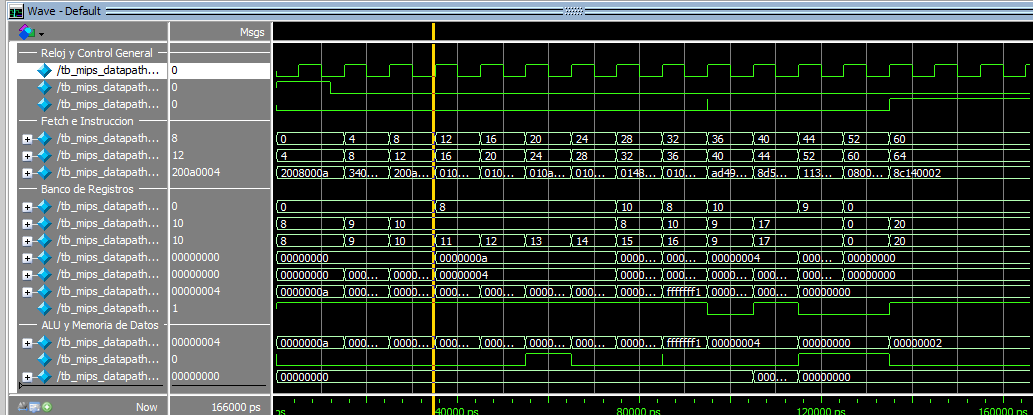 Wave - Default
Msgs
Reloj y Control General
/tb_mips_datapath... 0
/tb_mips_datapath... 0
/tb_mips_datapath... 0
Fetch e Instruccion
/tb_mips_datapath... 8 0 4 8 12 16 20 24 28 32 36 40 44 52 60
/tb_mips_datapath... 12 4 8 12 16 20 24 28 32 36 40 44 52 60 64
/tb_mips_datapath... 200a0004 2008000a 340... 200a... 010... 010... 010a... 010... 0148... 010... ad49... 8d5... 113... 0800... 8c140002
Banco de Registros
/tb_mips_datapath... 0 0 8 10 8 10 9 0
/tb_mips_datapath... 10 8 9 10 8 10 9 17 0 20
/tb_mips_datapath... 10 8 9 10 11 12 13 14 15 16 9 17 0 20
/tb_mips_datapath... 00000000 00000000 0000000a 0000... 000... 00000004 000... 00000000
/tb_mips_datapath... 00000000 00000000 000... 0000... 00000004 0000... 000... 0000... 000... 000... 00000000
/tb_mips_datapath... 00000004 0000000a 000... 0000... 000... 000... 0000... 000... 0000... fffffff1 0000... 000... 00000000
/tb_mips_datapath... 1
ALU y Memoria de Datos
/tb_mips_datapath... 00000004 0000000a 000... 0000... 000... 000... 0000... 000... 0000... fffffff1 00000004 00000000 00000002
/tb_mips_datapath... 0
/tb_mips_datapath... 00000000 00000000 000... 00000000
Now 166000 ps ps 40000 ps 80000 ps 120000 ps 160000 ps